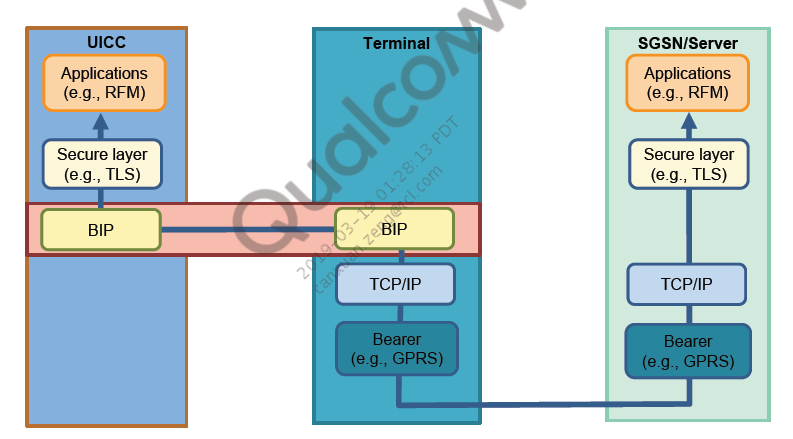 UICC
Applications
(e.g., RFM)
Secure layer
(e.g., TLS)
BIP
Terminal
BIP
TCP/IP
Bearer
(e.g., GPRS)
SGSN/Server
Applications
(e.g., RFM)
Secure layer
(e.g., TLS)
TCP/IP
Bearer
(e.g., GPRS)
Qualcomm